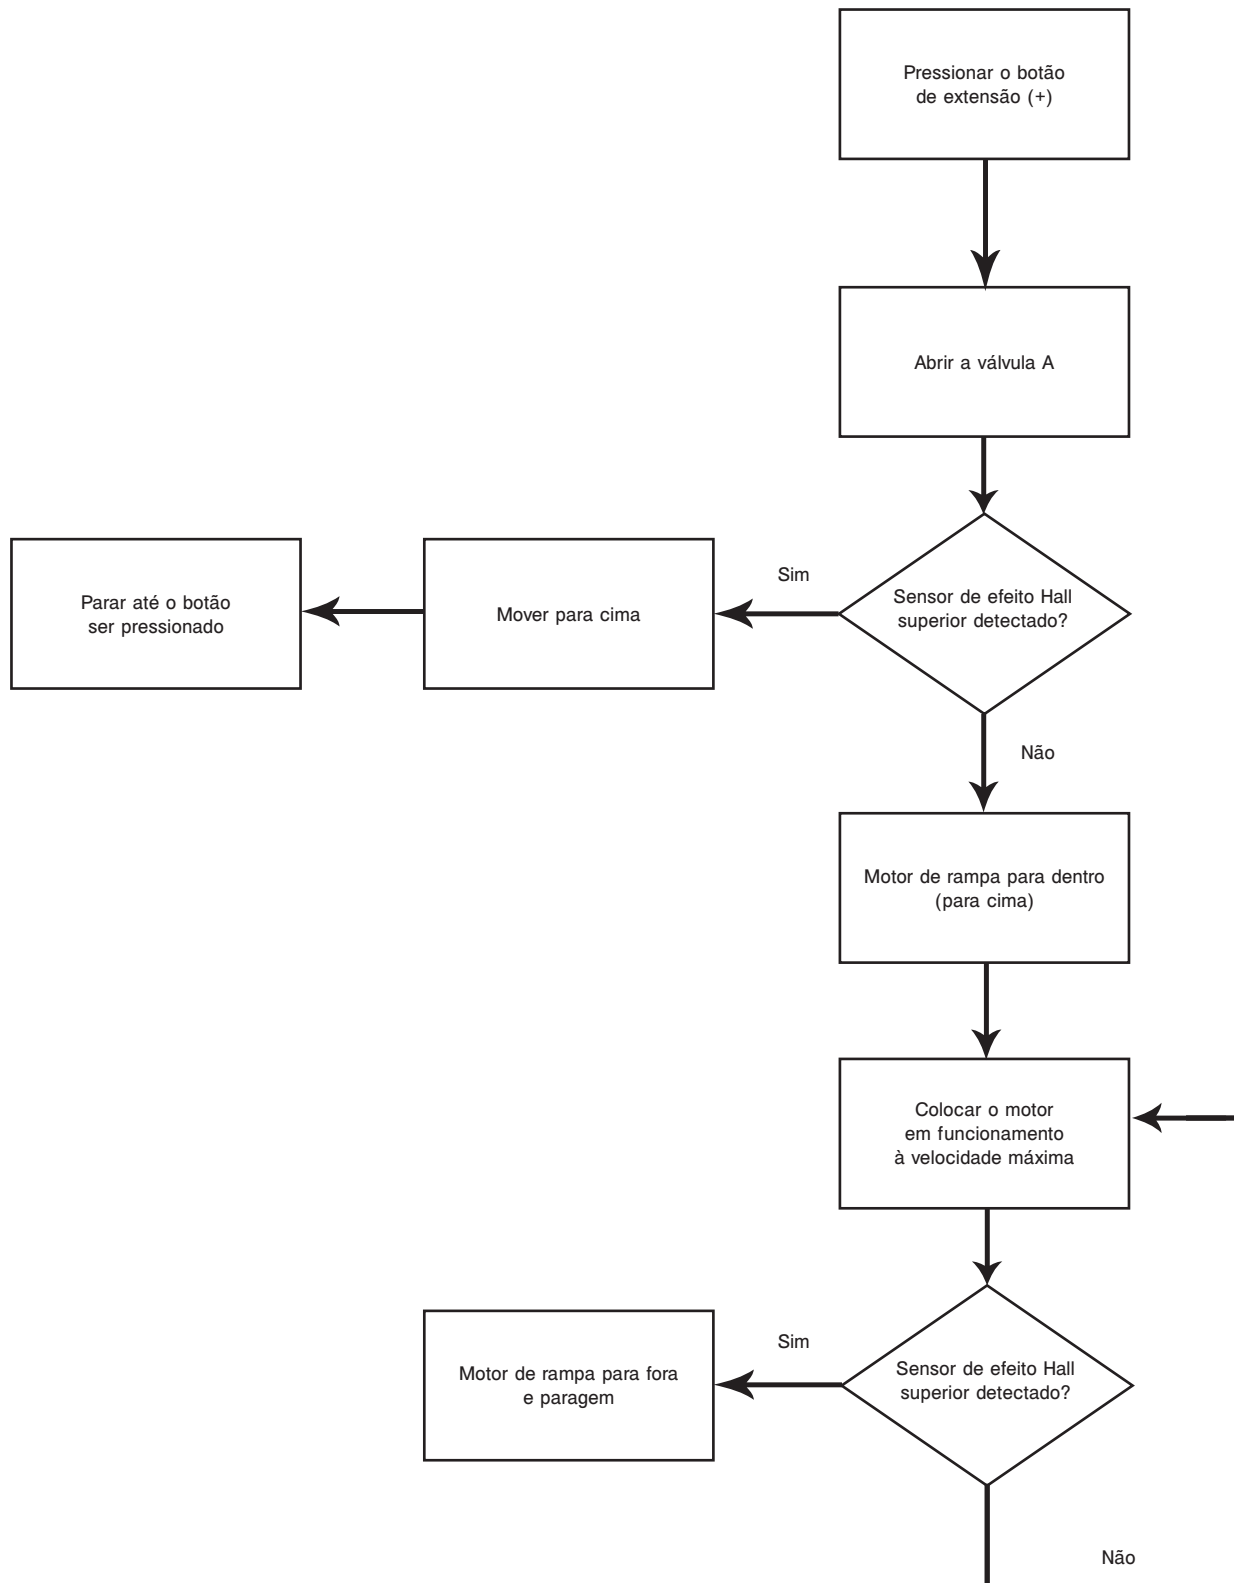 Pressionar o botão
de extensão (+)
Abrir a válvula A
Sim
Sensor de efeito Hall
superior detectado?
Mover para cima
Parar até o botão
ser pressionado
Não
Motor de rampa para dentro
(para cima)
Colocar o motor
em funcionamento
à velocidade máxima
Sim
Sensor de efeito Hall
superior detectado?
Motor de rampa para fora
e paragem
Não